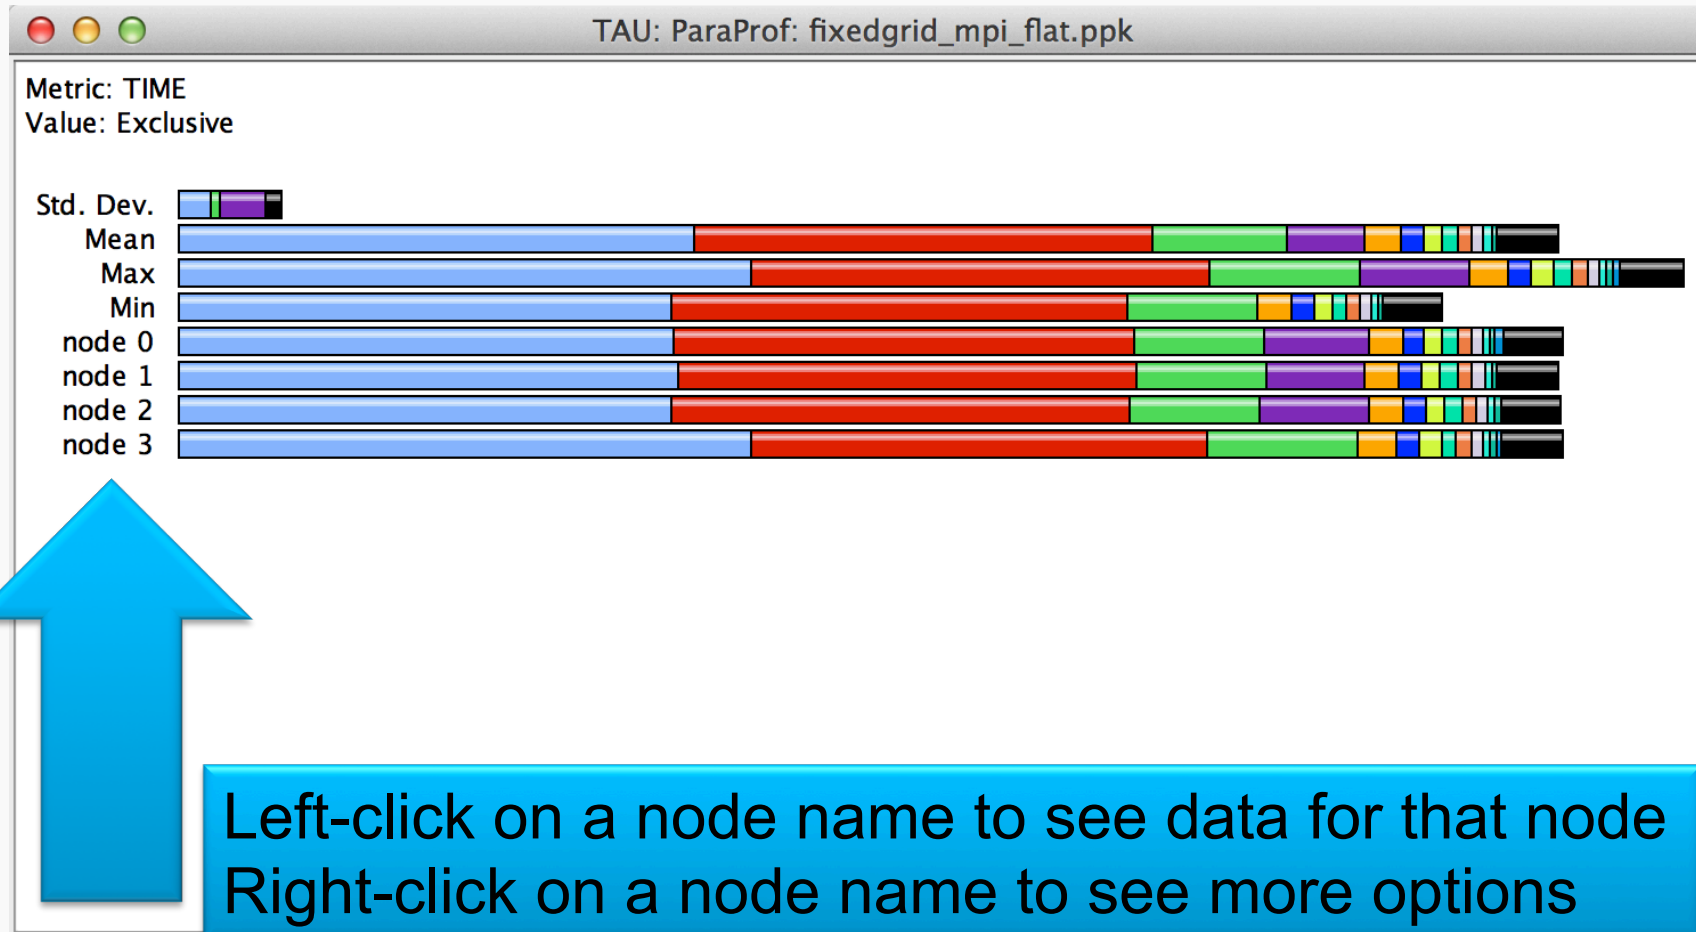 TAU: ParaProf: fixedgrid_mpi_flat.ppk
Metric: TIME
Value: Exclusive
Std. Dev.
Mean
Max
Min
node 0
node 1
node 2
node 3
Left-click on a node name to see data for that node
Right-click on a node name to see more options